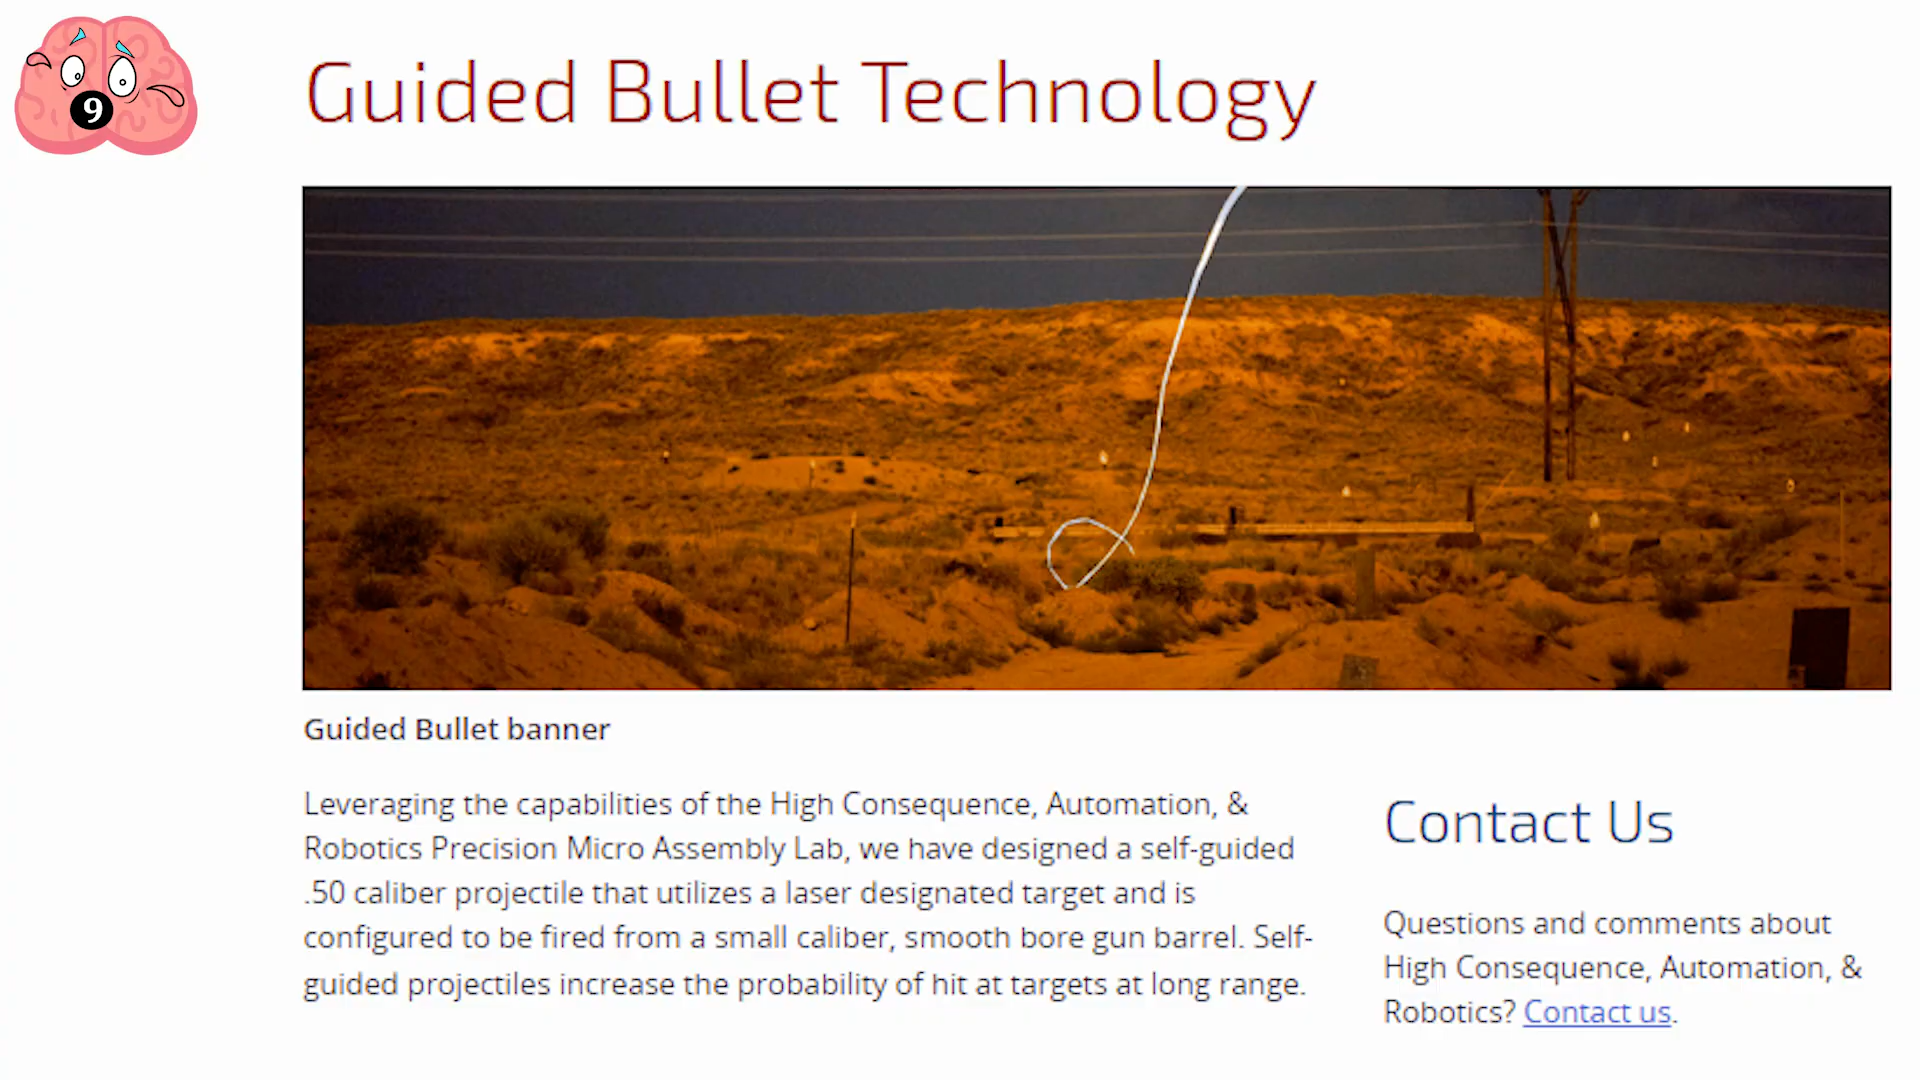 9
Guided Bullet Technology
Guided Bullet banner
Leveraging the capabilities of the High Consequence, Automation, &
Robotics Precision Micro Assembly Lab, we have designed a self-guided
.50 caliber projectile that utilizes a laser designated target and is
configured to be fired from a small caliber, smooth bore gun barrel. Self-
guided projectiles increase the probability of hit at targets at long range.
Contact Us
Questions and comments about
High Consequence, Automation, &
Robotics? Contact us.